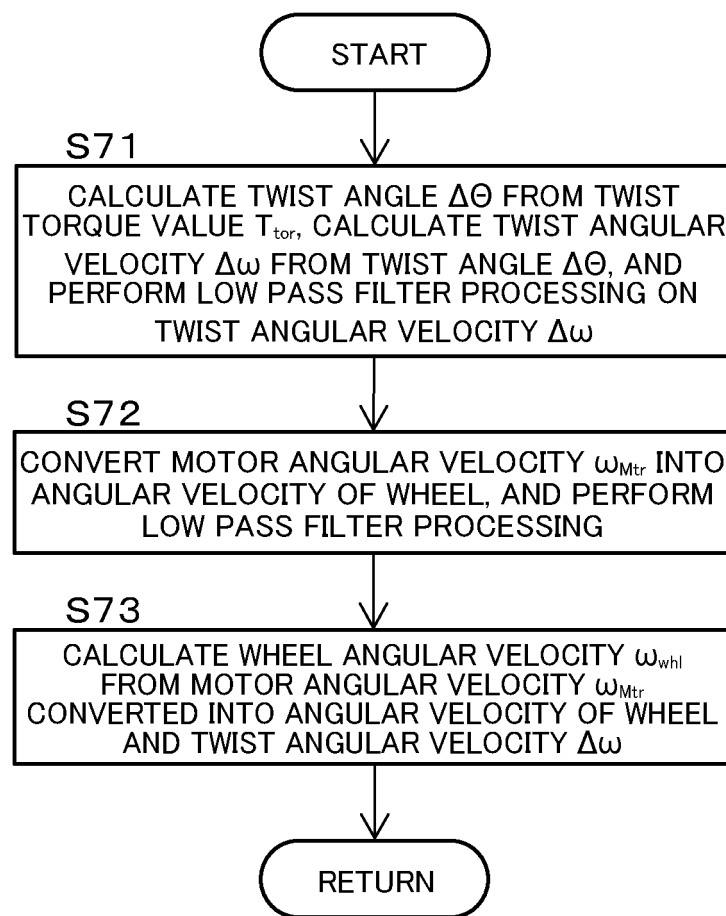 START
S71
CALCULATE TWIST ANGLE ΔΘ FROM TWIST
TORQUE VALUE Ttor, CALCULATE TWIST ANGULAR
VELOCITY Δω FROM TWIST ANGLE ΔΘ, AND
PERFORM LOW PASS FILTER PROCESSING ON
TWIST ANGULAR VELOCITY Δω
S72
CONVERT MOTOR ANGULAR VELOCITY ωMtr INTO
ANGULAR VELOCITY OF WHEEL, AND PERFORM
LOW PASS FILTER PROCESSING
S73
CALCULATE WHEEL ANGULAR VELOCITY ωwhl
FROM MOTOR ANGULAR VELOCITY ωMtr
CONVERTED INTO ANGULAR VELOCITY OF WHEEL
AND TWIST ANGULAR VELOCITY Δω
RETURN